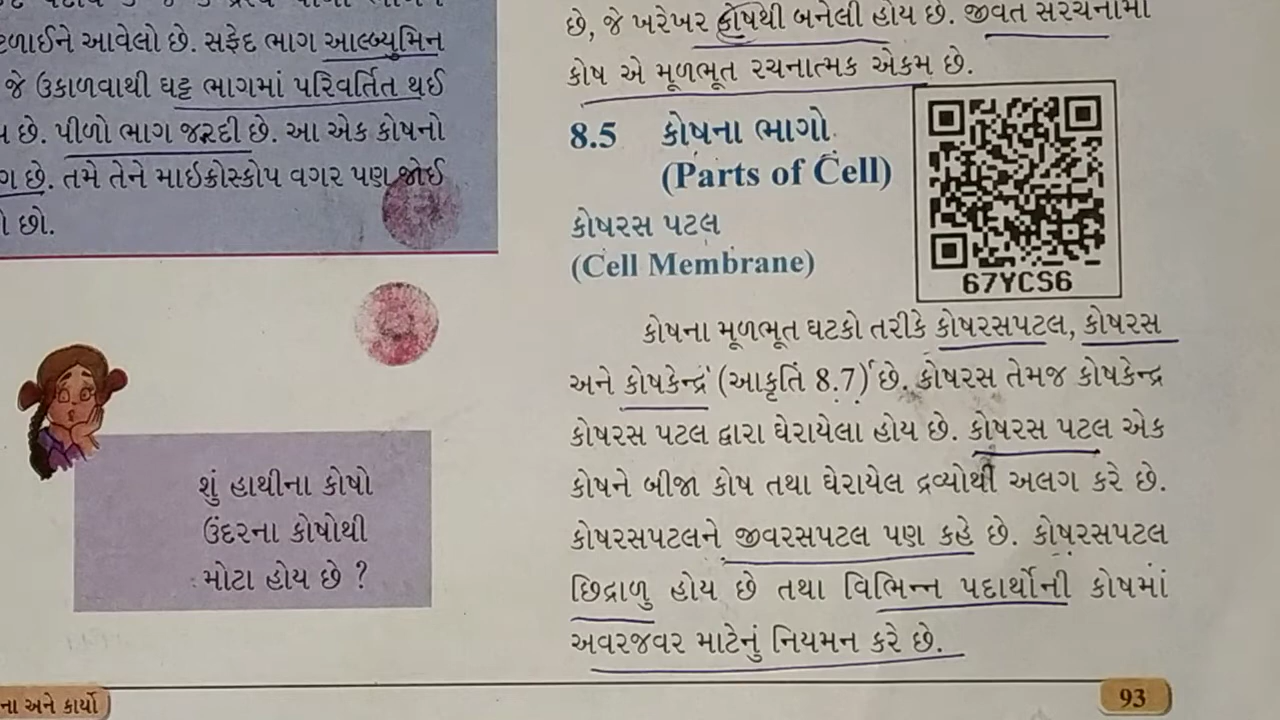 ટળાઈને આવેલો છે. સફેદ ભાગ આલ્બ્યુમિન
જે ઉકાળવાથી ઘટ્ટ ભાગમાં પરિવર્તિત થઈ
છે. પીળો ભાગ જરદી છે. આ એક કોષનો
ગ છે. તમે તેને માઇક્રોસ્કોપ વગર પણ જોઈ
છો.
શું હાથીના કોષો
ઉંદરના કોષોથી
મોટા હોય છે ?
ના અને કાર્યો
છે, જે ખરેખર કોષથી બનેલી હોય છે. જીવત સંરચનામાં
કોષ એ મૂળભૂત રચનાત્મક એકમ છે.
8.5 કોષના ભાગો
(Parts of Cell)
કોષરસ પટલ
(Cell Membrane)
67YCS6
કોષના મૂળભૂત ઘટકો તરીકે કોષરસપટલ, કોષરસ
અને કોષકેન્દ્ર (આકૃતિ 8.7) છે. કોષરસ તેમજ કોષકેન્દ્ર
કોષરસ પટલ દ્વારા ઘેરાયેલા હોય છે. કોષરસ પટલ એક
કોષને બીજા કોષ તથા ઘેરાયેલ દ્રવ્યોથી અલગ કરે છે.
કોષરસપટલને જીવરસપટલ પણ કહે છે. કોષરસપટલ
છિદ્રાળુ હોય છે તથા વિભિન્ન પદાર્થોની કોષમાં
અવરજવર માટેનું નિયમન કરે છે.
93